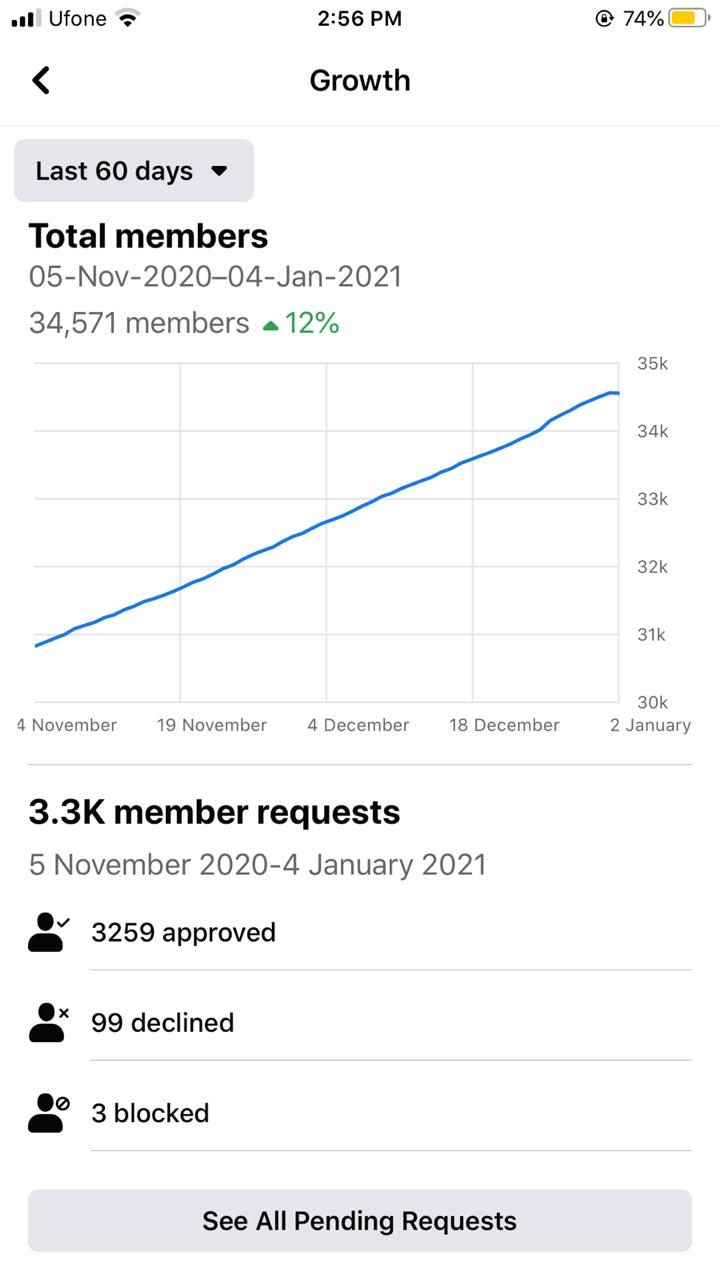 Ufone 2:56 PM 74%
Growth
Last 60 days
Total members
05-Nov-2020–04-Jan-2021
34,571 members 12%
35k
34k
33k
32k
31k
30k
4 November 19 November 4 December 18 December 2 January
3.3K member requests
5 November 2020-4 January 2021
3259 approved
99 declined
3 blocked
See All Pending Requests